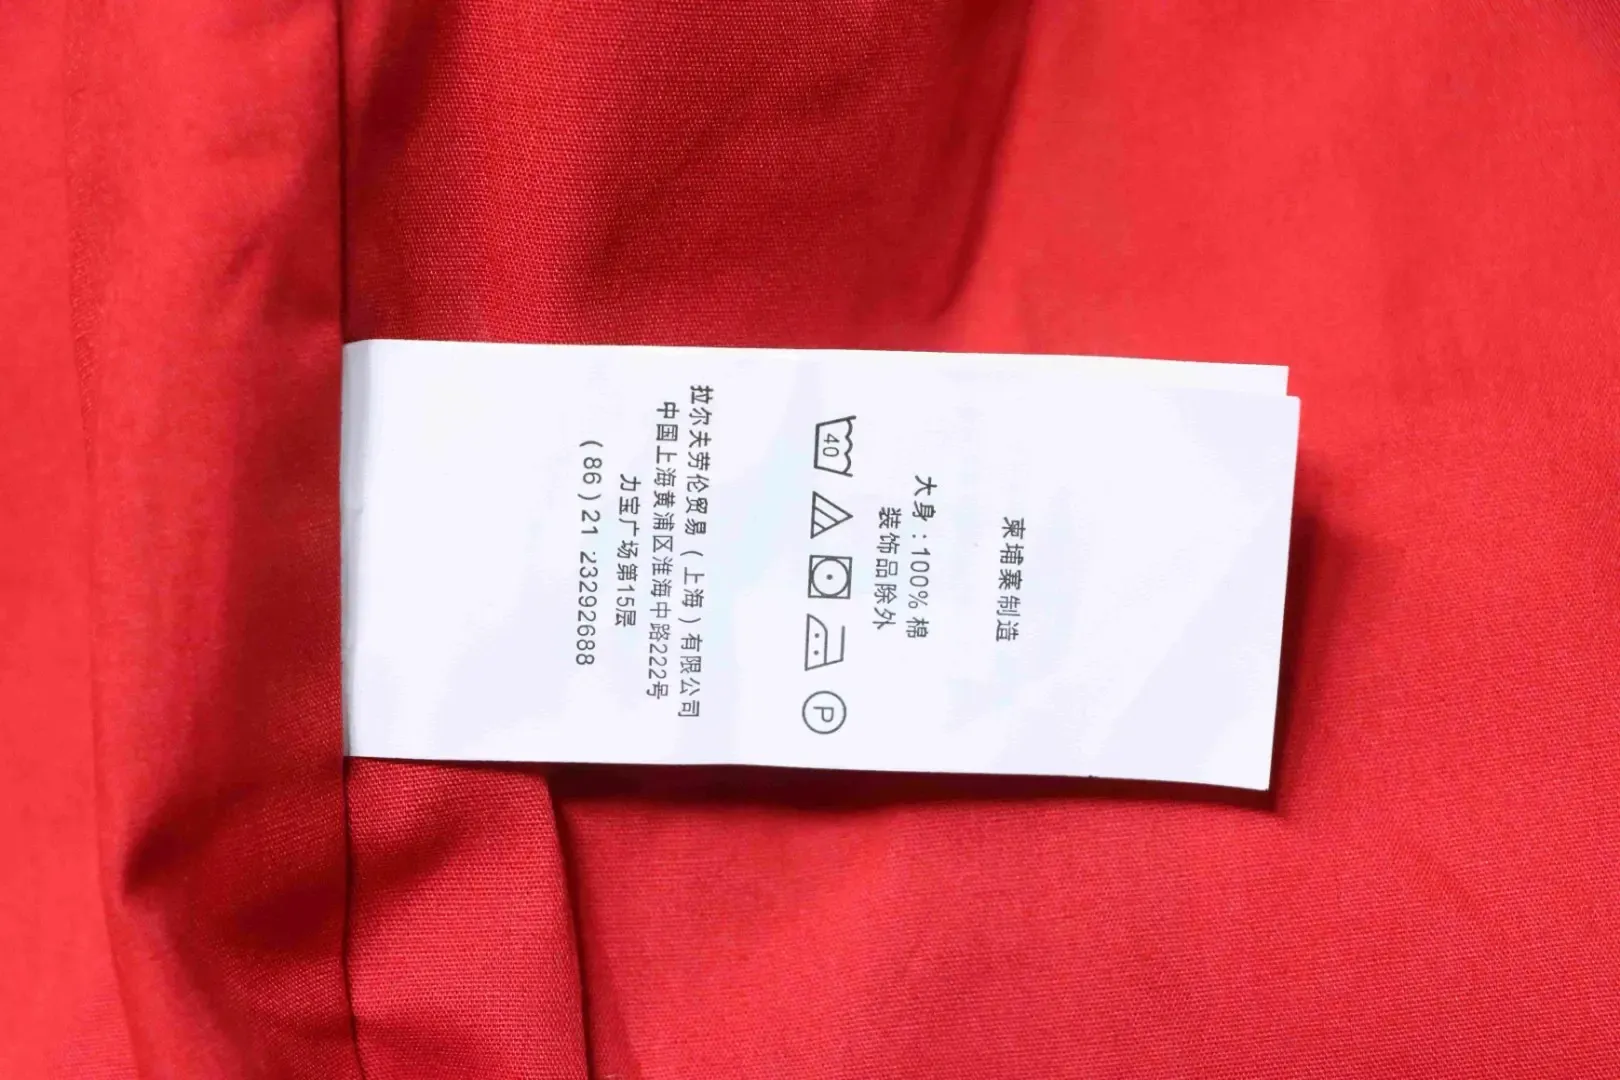 柬埔寨制造
大身:100% 棉
装饰品除外
40
P
拉尔夫劳伦贸易(上海)有限公司
中国上海黄浦区淮海中路222号
力宝广场第15层
(86)21 23292688